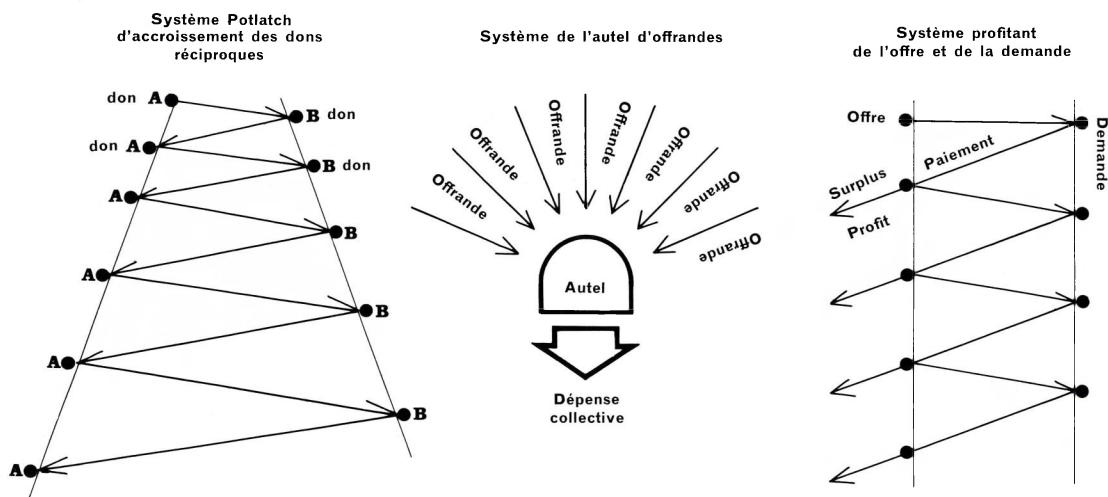 Système Potlatch
d'accroissement des dons
réciproques
don A
B don
don A
B don
A
B
A
B
A
B
A
Système de l'autel d'offrandes
Offrande
Offrande
Offrande
Offrande
Offrande
Offrande
Offrande
Autel
Dépense
collective
Système profitant
de l'offre et de la demande
Offre
Demande
Paiement
Surplus
Profit